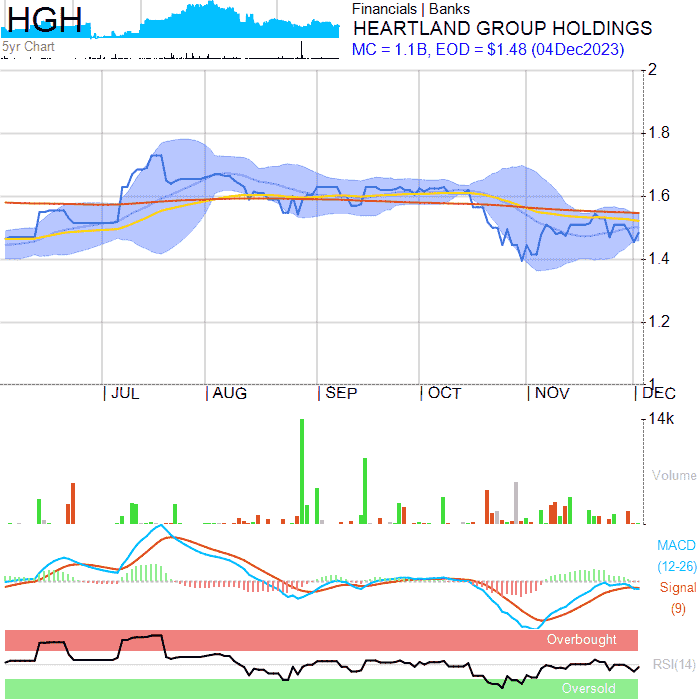 HGH
5yr Chart
Financials | Banks
HEARTLAND GROUP HOLDINGS
MC = 1.1B, EOD = $1.48 (04Dec2023)
2
1.8
1.6
1.4
1.2
1
JUL AUG SEP OCT NOV DEC
14k
Volume
MACD
(12-26)
Signal
(9)
Overbought
RSI(14)
Oversold